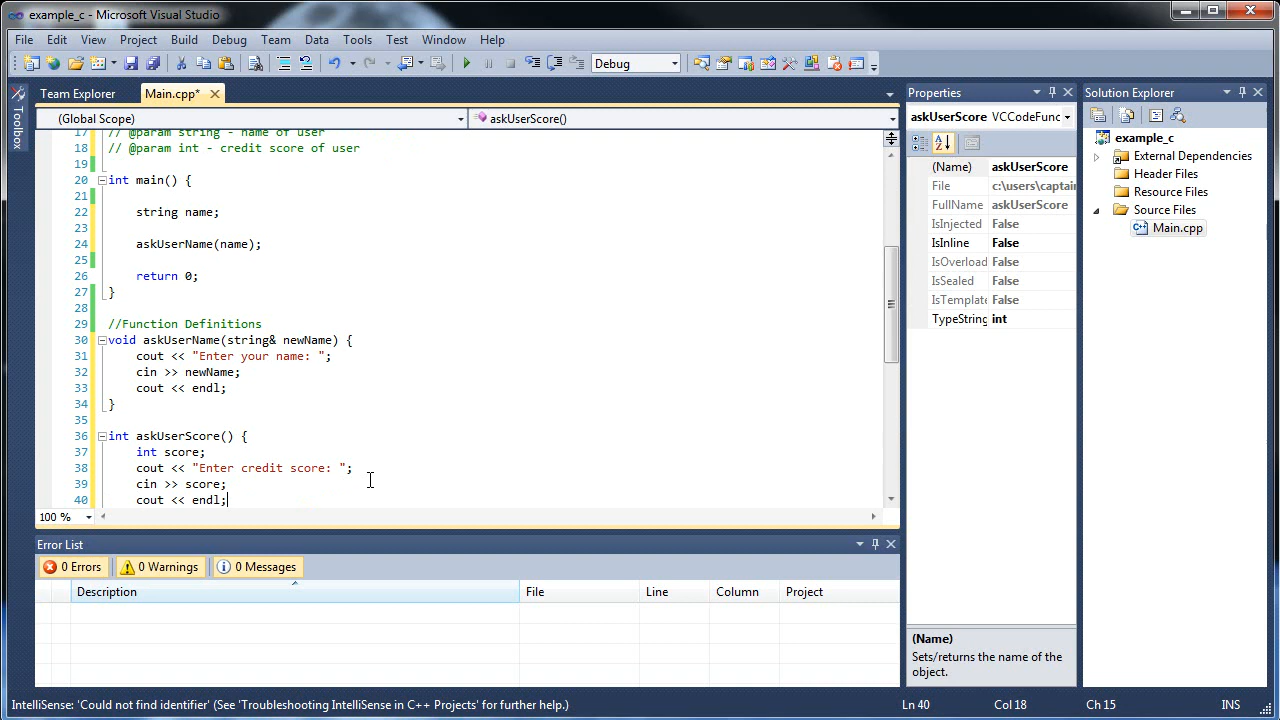 example_c - Microsoft Visual Studio
File Edit View Project Build Debug Team Data Tools Test Window Help
Debug
Team Explorer Main.cpp*
(Global Scope) askUserScore()
Toolbox
17 // @param string - name of user
18 // @param int - credit score of user
19
20 int main() {
21
22 string name;
23
24 askUserName(name);
25
26 return 0;
27 }
28
29 //Function Definitions
30 void askUserName(string& newName) {
31 cout << "Enter your name: ";
32 cin >> newName;
33 cout << endl;
34 }
35
36 int askUserScore() {
37 int score;
38 cout << "Enter credit score: ";
39 cin >> score;
40 cout << endl;
100 %
Error List
0 Errors 0 Warnings 0 Messages
Description File Line Column Project
Properties
askUserScore VCCodeFunc
(Name) askUserScore
File c:\users\captain
FullName askUserScore
IsInjected False
IsInline False
IsOverload False
IsSealed False
IsTemplate False
TypeString int
(Name)
Sets/returns the name of the
object.
Solution Explorer
example_c
External Dependencies
Header Files
Resource Files
Source Files
Main.cpp
IntelliSense: 'Could not find identifier' (See 'Troubleshooting IntelliSense in C++ Projects' for further help.) Ln 40 Col 18 Ch 15 INS